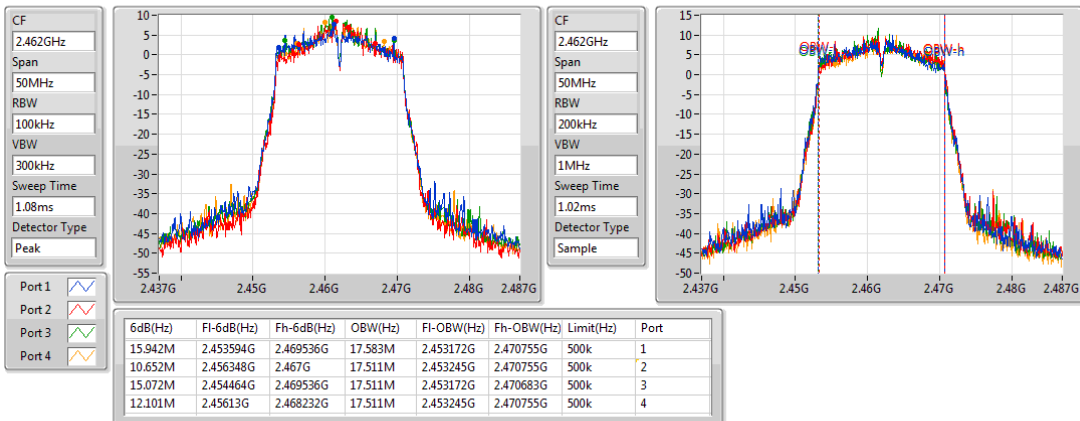 CF
2.462GHz
Span
50MHz
RBW
100kHz
VBW
300kHz
Sweep Time
1.08ms
Detector Type
Peak
10
5
0
-5
-10
-15
-20
-25
-30
-35
-40
-45
-50
-55
2.437G 2.45G 2.46G 2.47G 2.48G 2.487G
CF
2.462GHz
Span
50MHz
RBW
200kHz
VBW
1MHz
Sweep Time
1.02ms
Detector Type
Sample
15
10
5
0
-5
-10
-15
-20
-25
-30
-35
-40
-45
-50
OBW-l OBW-h
2.437G 2.45G 2.46G 2.47G 2.48G 2.487G
Port 1
Port 2
Port 3
Port 4
6dB(Hz) Fl-6dB(Hz) Fh-6dB(Hz) OBW(Hz) Fl-OBW(Hz) Fh-OBW(Hz) Limit(Hz) Port
15.942M 2.453594G 2.469536G 17.583M 2.453172G 2.470755G 500k 1
10.652M 2.456348G 2.467G 17.511M 2.453245G 2.470755G 500k 2
15.072M 2.454464G 2.469536G 17.511M 2.453172G 2.470683G 500k 3
12.101M 2.45613G 2.468232G 17.511M 2.453245G 2.470755G 500k 4